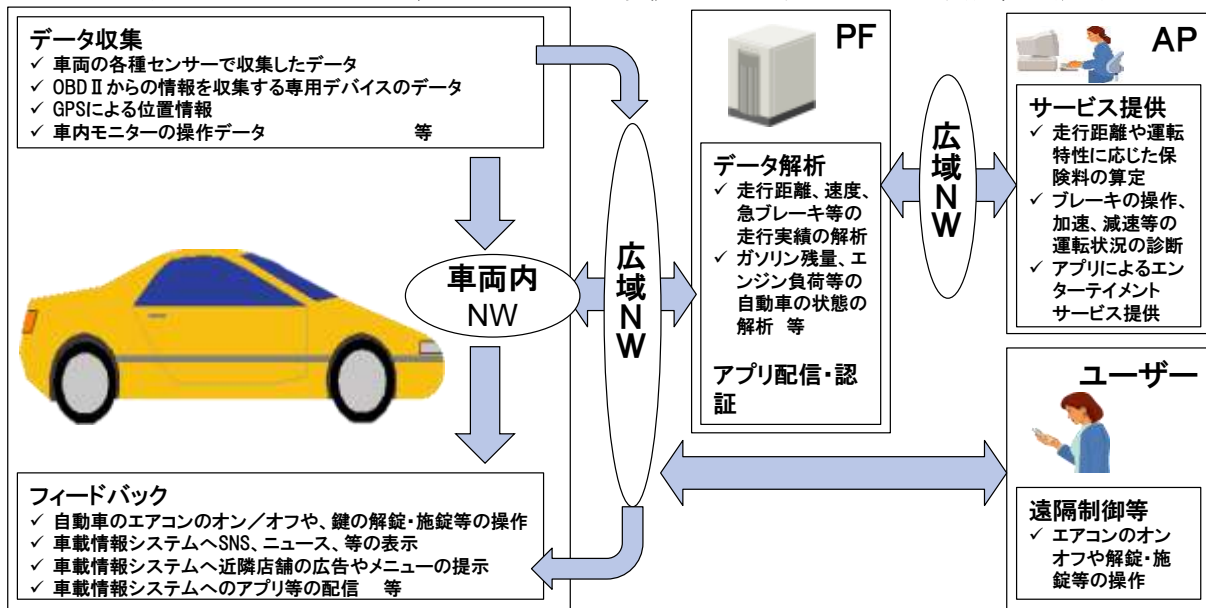 データ収集
✓ 車両の各種センサーで収集したデータ
✓ OBDⅡからの情報を収集する専用デバイスのデータ
✓ GPSによる位置情報
✓ 車内モニターの操作データ 等
車両内
NW
フィードバック
✓ 自動車のエアコンのオン／オフや、鍵の解錠・施錠等の操作
✓ 車載情報システムへSNS、ニュース、等の表示
✓ 車載情報システムへ近隣店舗の広告やメニューの提示
✓ 車載情報システムへのアプリ等の配信 等
広域NW
PF
データ解析
✓ 走行距離、速度、
急ブレーキ等の
走行実績の解析
✓ ガソリン残量、エ
ンジン負荷等の
自動車の状態の
解析 等
アプリ配信・認
証
広域NW
AP
サービス提供
✓ 走行距離や運転
特性に応じた保
険料の算定
✓ ブレーキの操作、
加速、減速等の
運転状況の診断
✓ アプリによるエン
ターテイメント
サービス提供
ユーザー
遠隔制御等
✓ エアコンのオン
オフや解錠・施
錠等の操作